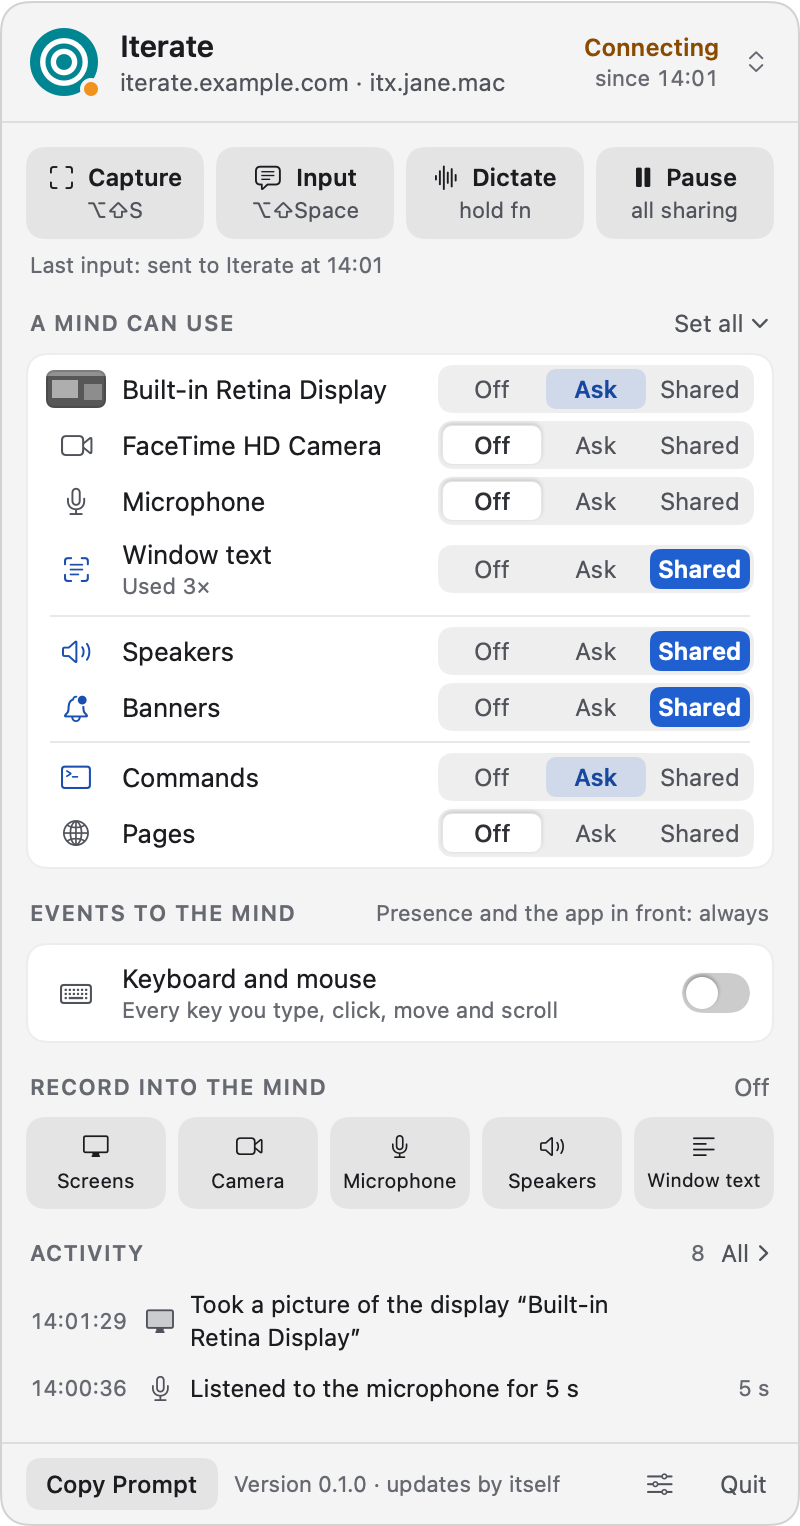 Iterate
iterate.example.com · itx.jane.mac
Connecting
since 14:01
Capture
⌥⇧S
Input
⌥⇧Space
Dictate
hold fn
Pause
all sharing
Last input: sent to Iterate at 14:01
A MIND CAN USE
Set all
Built-in Retina Display
Off Ask Shared
FaceTime HD Camera
Off Ask Shared
Microphone
Off Ask Shared
Window text
Used 3×
Off Ask Shared
Speakers
Off Ask Shared
Banners
Off Ask Shared
Commands
Off Ask Shared
Pages
Off Ask Shared
EVENTS TO THE MIND
Presence and the app in front: always
Keyboard and mouse
Every key you type, click, move and scroll
RECORD INTO THE MIND
Off
Screens
Camera
Microphone
Speakers
Window text
ACTIVITY
8 All
14:01:29
Took a picture of the display “Built-in
Retina Display”
14:00:36
Listened to the microphone for 5 s
5 s
Copy Prompt
Version 0.1.0 · updates by itself
Quit